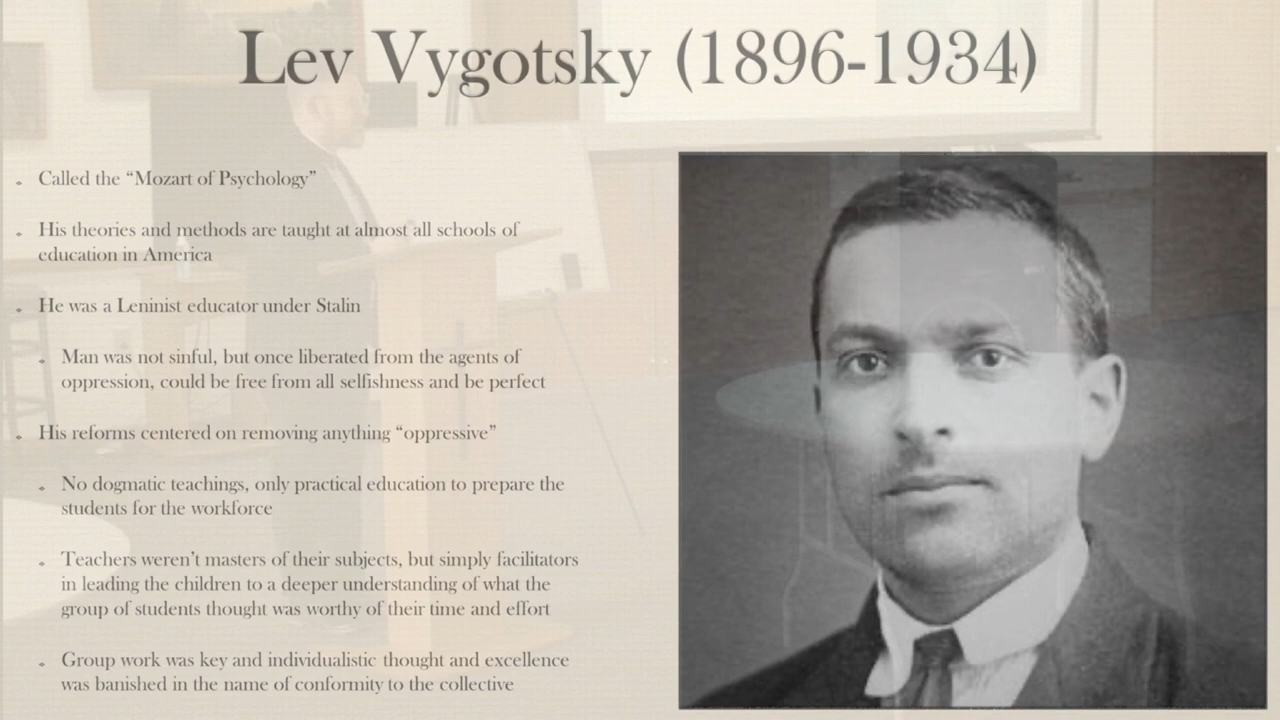 Lev Vygotsky (1896-1934)
Called the “Mozart of Psychology”
His theories and methods are taught at almost all schools of
education in America
He was a Leninist educator under Stalin
Man was not sinful, but once liberated from the agents of
oppression, could be free from all selfishness and be perfect
His reforms centered on removing anything “oppressive”
No dogmatic teachings, only practical education to prepare the
students for the workforce
Teachers weren’t masters of their subjects, but simply facilitators
in leading the children to a deeper understanding of what the
group of students thought was worthy of their time and effort
Group work was key and individualistic thought and excellence
was banished in the name of conformity to the collective